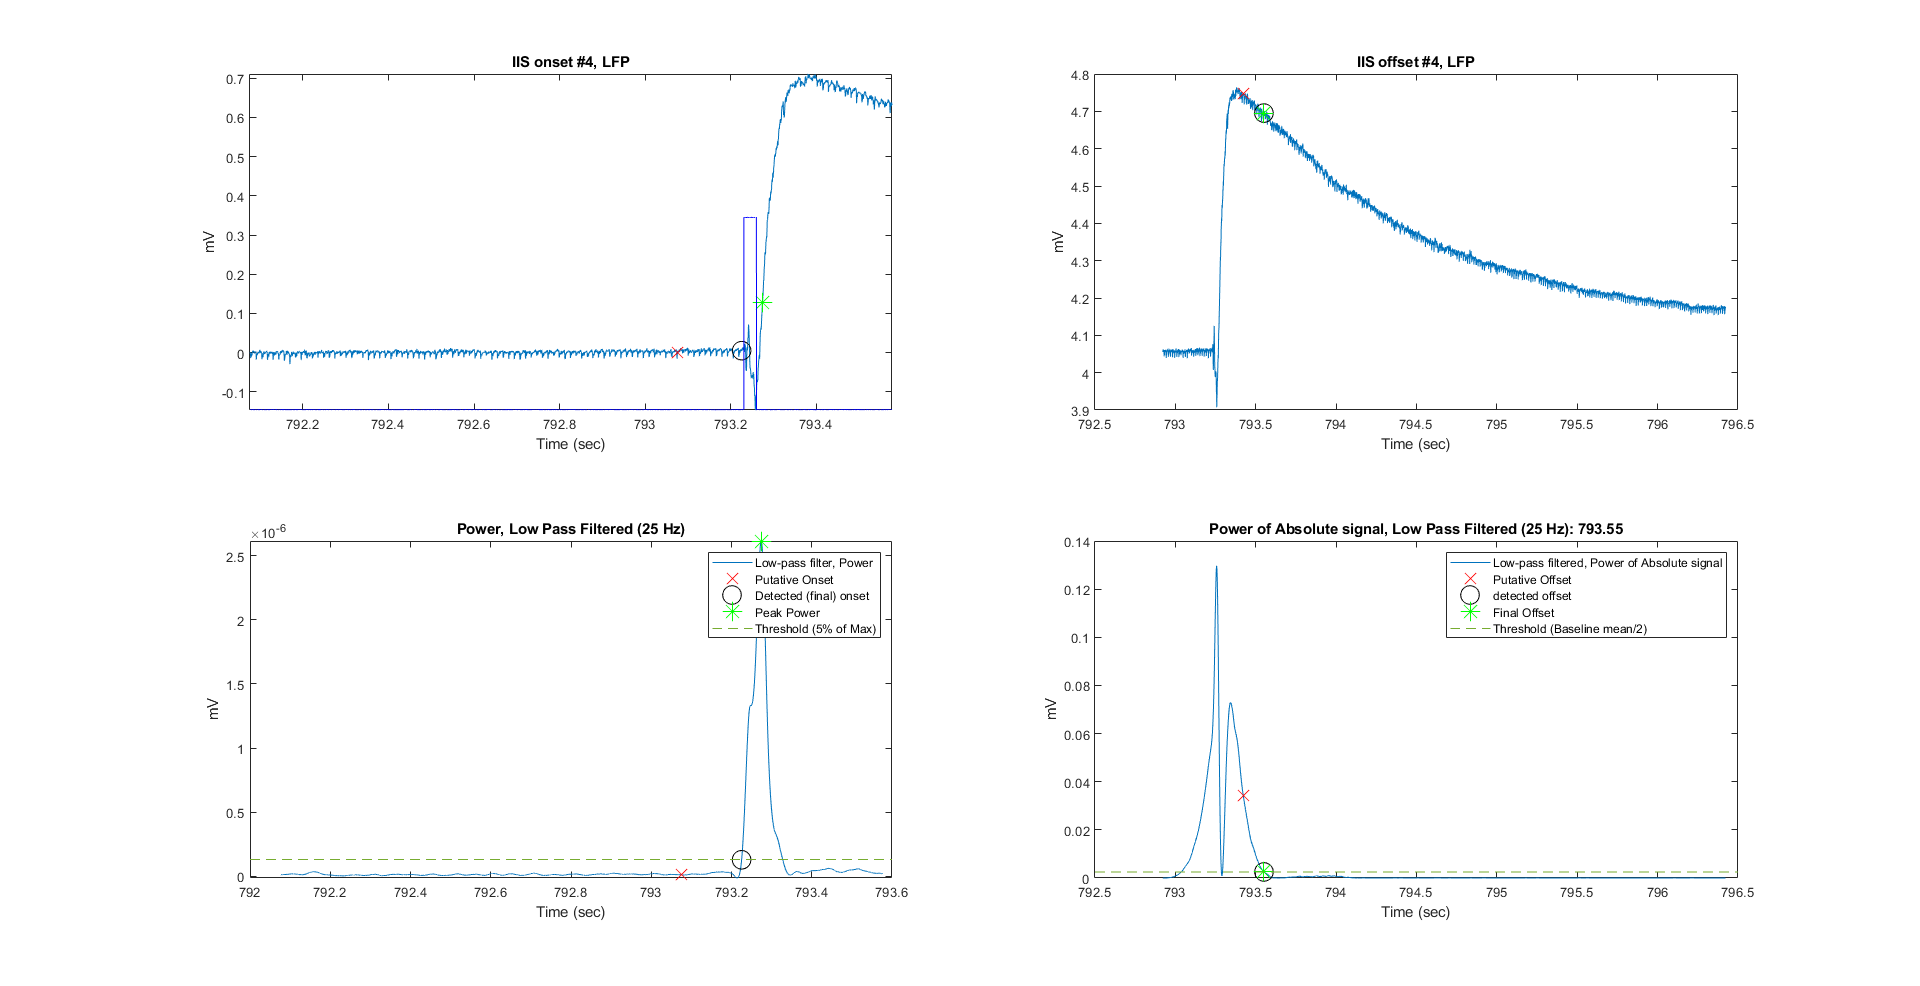 IIS onset #4, LFP
0.7
0.6
0.5
0.4
0.3
0.2
0.1
0
-0.1
mV
792.2 792.4 792.6 792.8 793 793.2 793.4
Time (sec)
IIS offset #4, LFP
4.8
4.7
4.6
4.5
4.4
4.3
4.2
4.1
4
3.9
mV
792.5 793 793.5 794 794.5 795 795.5 796 796.5
Time (sec)
Power, Low Pass Filtered (25 Hz)
×10-6
2.5
2
1.5
1
0.5
0
mV
Low-pass filter, Power
Putative Onset
Detected (final) onset
Peak Power
Threshold (5% of Max)
792 792.2 792.4 792.6 792.8 793 793.2 793.4 793.6
Time (sec)
Power of Absolute signal, Low Pass Filtered (25 Hz): 793.55
0.14
0.12
0.1
0.08
0.06
0.04
0.02
0
mV
Low-pass filtered, Power of Absolute signal
Putative Offset
detected offset
Final Offset
Threshold (Baseline mean/2)
792.5 793 793.5 794 794.5 795 795.5 796 796.5
Time (sec)